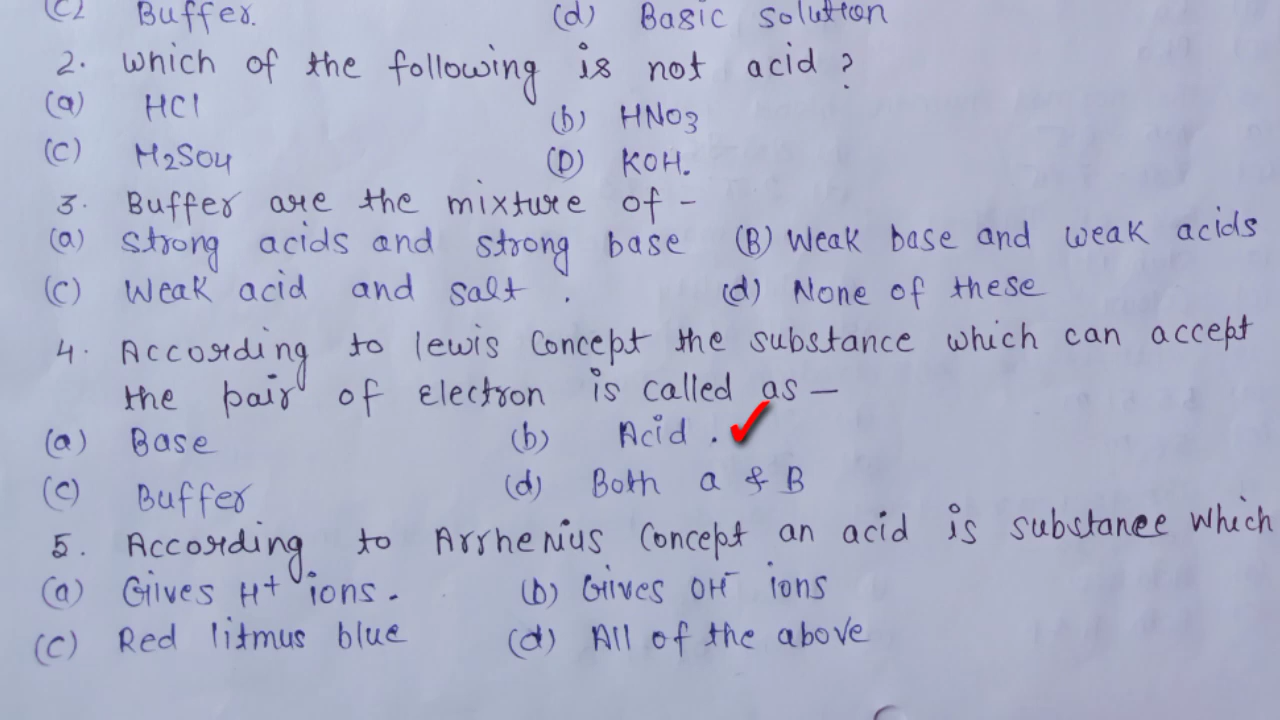 (c) Buffer. (d) Basic solution
2. which of the following is not acid ?
(a) HCl (b) HNO3
(C) H2SO4 (D) KOH.
3. Buffer are the mixture of -
(a) strong acids and strong base (B) Weak base and weak acids
(C) Weak acid and salt . (d) None of these
4. According to lewis Concept the substance which can accept
the pair of Electron is called as –
(a) Base (b) Acid .
(C) Buffer (d) Both a & B
5. According to Arrhenius Concept an acid is substance which
(a) Gives H+ ions . (b) Gives OH¯ ions
(C) Red litmus blue (d) All of the above